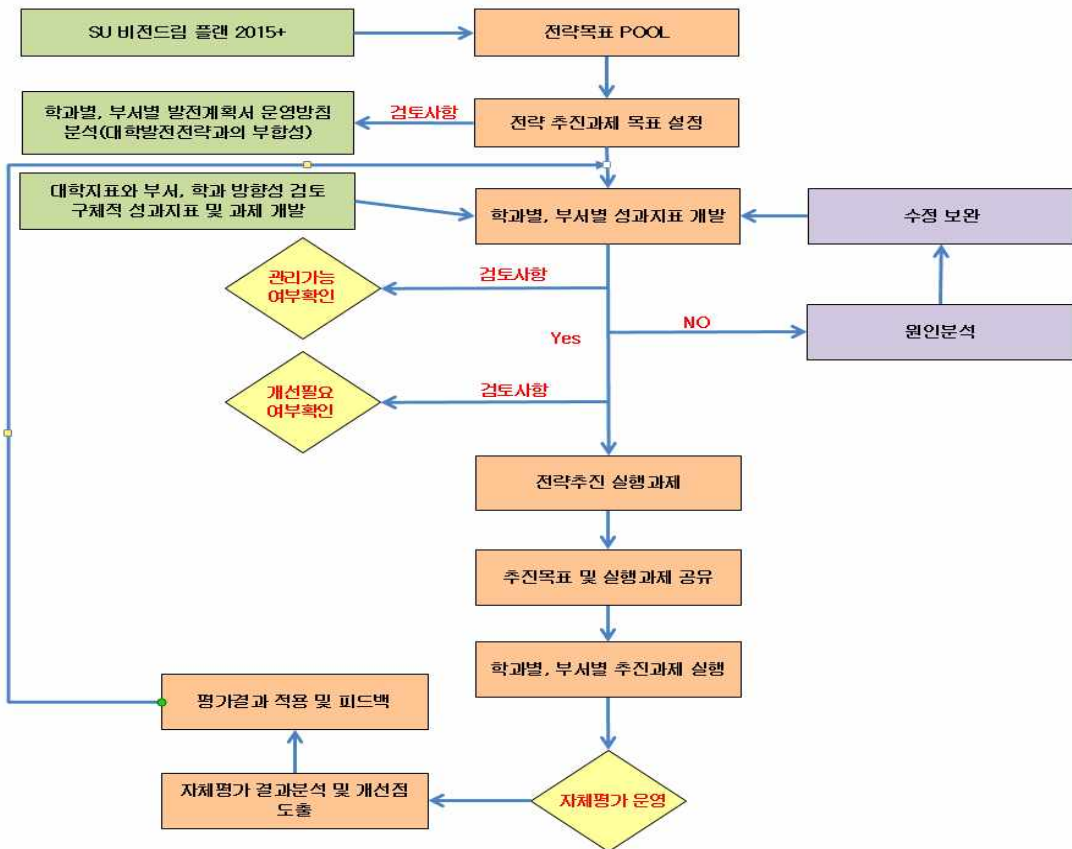 SU 비전드림 플랜 2015+
전략목표 POOL
학과별, 부서별 발전계획서 운영방침
분석(대학발전전략과의 부합성)
검토사항
전략 추진과제 목표 설정
대학지표와 부서, 학과 방향성 검토
구체적 성과지표 및 과제 개발
학과별, 부서별 성과지표 개발
수정 보완
관리가능
여부확인
검토사항
Yes
NO
원인분석
개선필요
여부확인
검토사항
전략추진 실행과제
추진목표 및 실행과제 공유
학과별, 부서별 추진과제 실행
평가결과 적용 및 피드백
자체평가 결과분석 및 개선점
도출
자체평가 운영